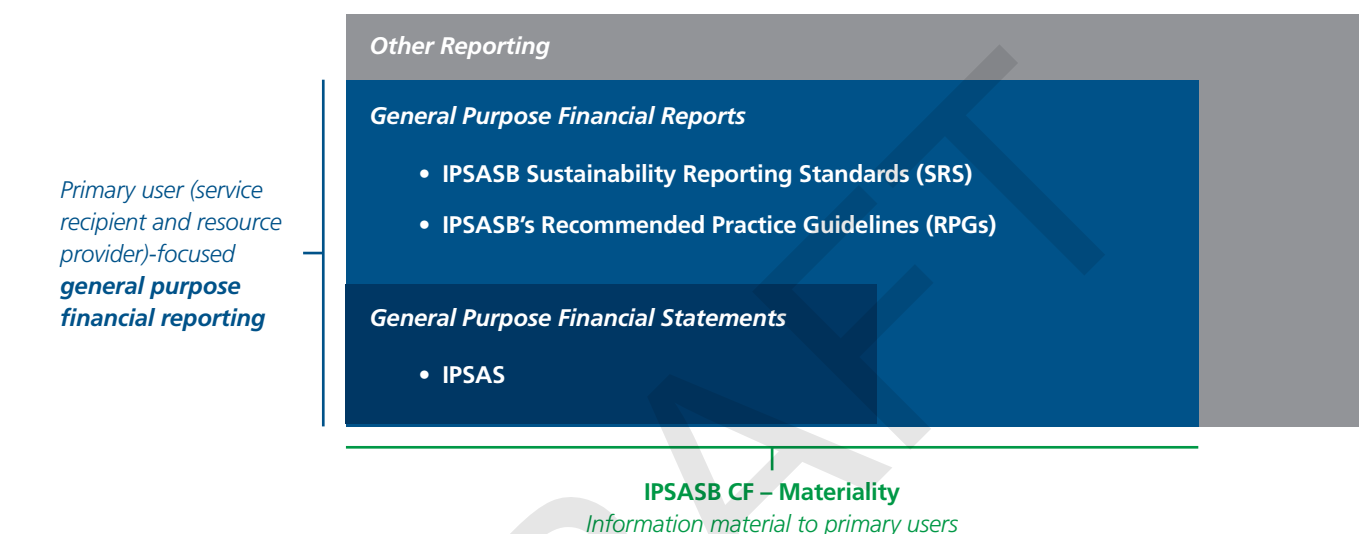 Other Reporting
General Purpose Financial Reports
• IPSASB Sustainability Reporting Standards (SRS)
• IPSASB’s Recommended Practice Guidelines (RPGs)
Primary user (service
recipient and resource
provider)-focused
general purpose
financial reporting
General Purpose Financial Statements
• IPSAS
IPSASB CF – Materiality
Information material to primary users